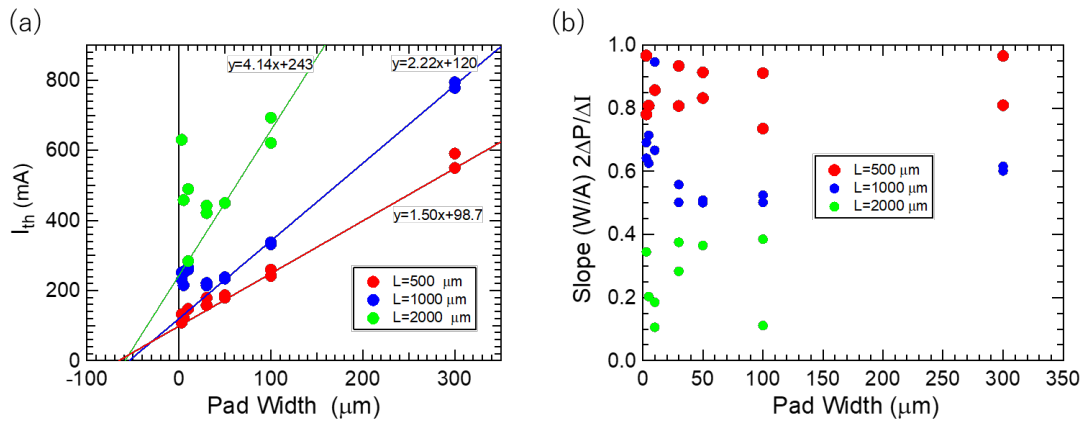 (a)
y=4.14x+243
y=2.22x+120
y=1.50x+98.7
800
600
400
200
0
I_th (mA)
L=500 μm
L=1000 μm
L=2000 μm
-100 0 100 200 300
Pad Width (μm)
(b)
1.0
0.8
0.6
0.4
0.2
0.0
Slope (W/A) 2ΔP/ΔI
L=500 μm
L=1000 μm
L=2000 μm
0 50 100 150 200 250 300 350
Pad Width (μm)